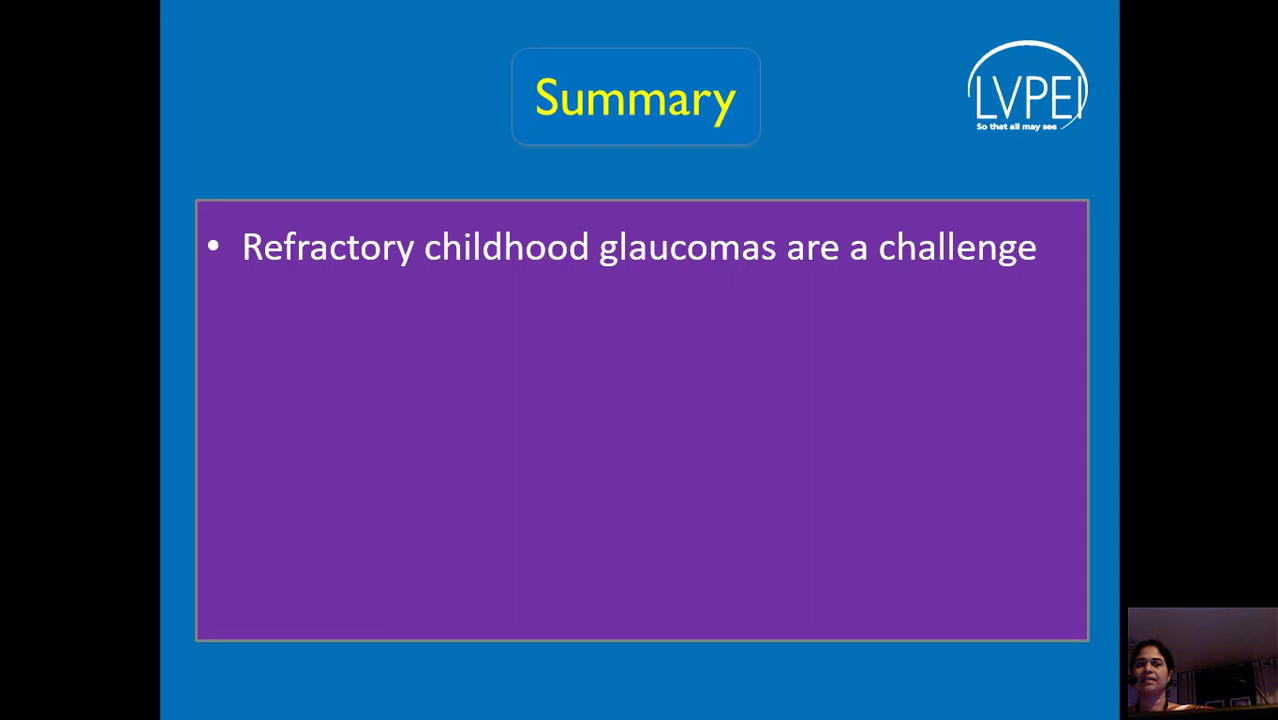 Summary
LVPEI
So that all may see
• Refractory childhood glaucomas are a challenge